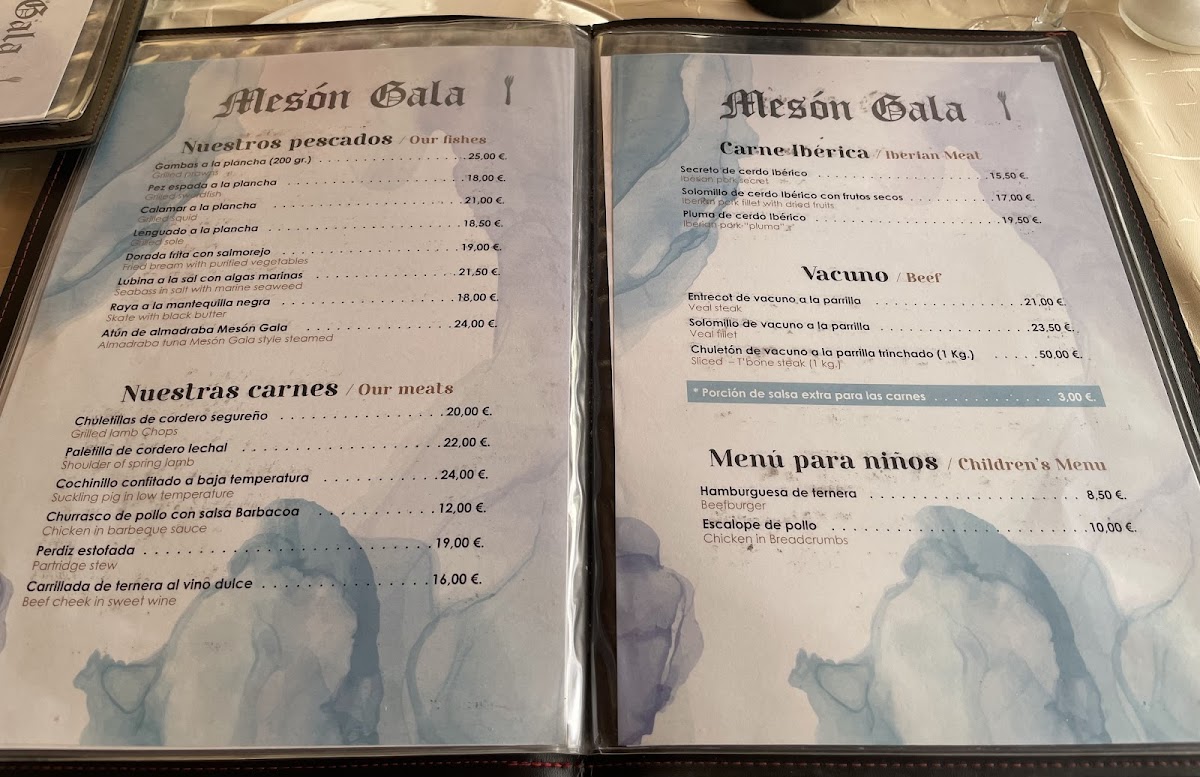 Gala
Mesón Gala
Nuestros pescados / Our fishes
Gambas a la plancha (200 gr.) 25,00 €.
Grilled prawns
Pez espada a la plancha 18,00 €.
Grilled swordfish
Calamar a la plancha 21,00 €.
Grilled squid
Lenguado a la plancha 18,50 €.
Grilled sole
Dorada frita con salmorejo 19,00 €.
Fried bream with purified vegetables
Lubina a la sal con algas marinas 21,50 €.
Seabass in salt with marine seaweed
Raya a la mantequilla negra 18,00 €.
Skate with black butter
Atún de almadraba Mesón Gala 24,00 €.
Almadraba tuna Mesón Gala style steamed
Nuestras carnes / Our meats
Chuletillas de cordero segureño 20,00 €.
Grilled lamb Chops
Paletilla de cordero lechal 22,00 €.
Shoulder of spring lamb
Cochinillo confitado a baja temperatura 24,00 €.
Suckling pig in low temperature
Churrasco de pollo con salsa Barbacoa 12,00 €.
Chicken in barbeque sauce
Perdiz estofada 19,00 €.
Partridge stew
Carrillada de ternera al vino dulce 16,00 €.
Beef cheek in sweet wine
Mesón Gala
Carne Ibérica / Iberian Meat
Secreto de cerdo Ibérico 15,50 €.
Iberian pork secret
Solomillo de cerdo Ibérico con frutos secos 17,00 €.
Iberian pork fillet with dried fruits
Pluma de cerdo Ibérico 19,50 €.
Iberian park "pluma"
Vacuno / Beef
Entrecot de vacuno a la parrilla 21,00 €.
Veal steak
Solomillo de vacuno a la parrilla 23,50 €.
Veal fillet
Chuletón de vacuno a la parrilla trinchado (1 Kg.) 50,00 €.
Sliced - T'bone steak (1 kg.)
* Porción de salsa extra para las carnes 3,00 €.
Menú para niños / Children's Menu
Hamburguesa de ternera 8,50 €.
Beefburger
Escalope de pollo 10,00 €.
Chicken in Breadcrumbs